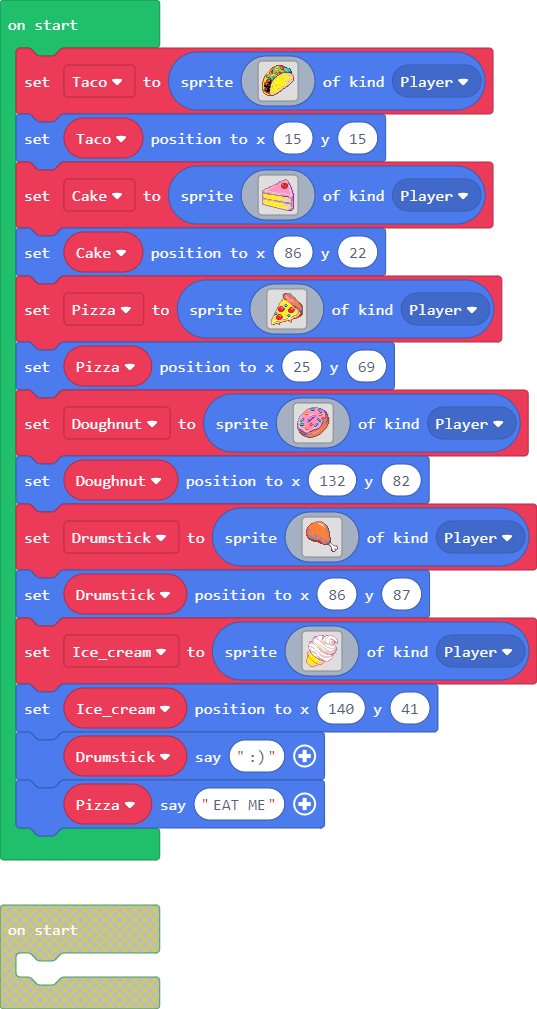 on start
set Taco to sprite of kind Player
set Taco position to x 15 y 15
set Cake to sprite of kind Player
set Cake position to x 86 y 22
set Pizza to sprite of kind Player
set Pizza position to x 25 y 69
set Doughnut to sprite of kind Player
set Doughnut position to x 132 y 82
set Drumstick to sprite of kind Player
set Drumstick position to x 86 y 87
set Ice_cream to sprite of kind Player
set Ice_cream position to x 140 y 41
Drumstick say ":)"
Pizza say "EAT ME"
on start